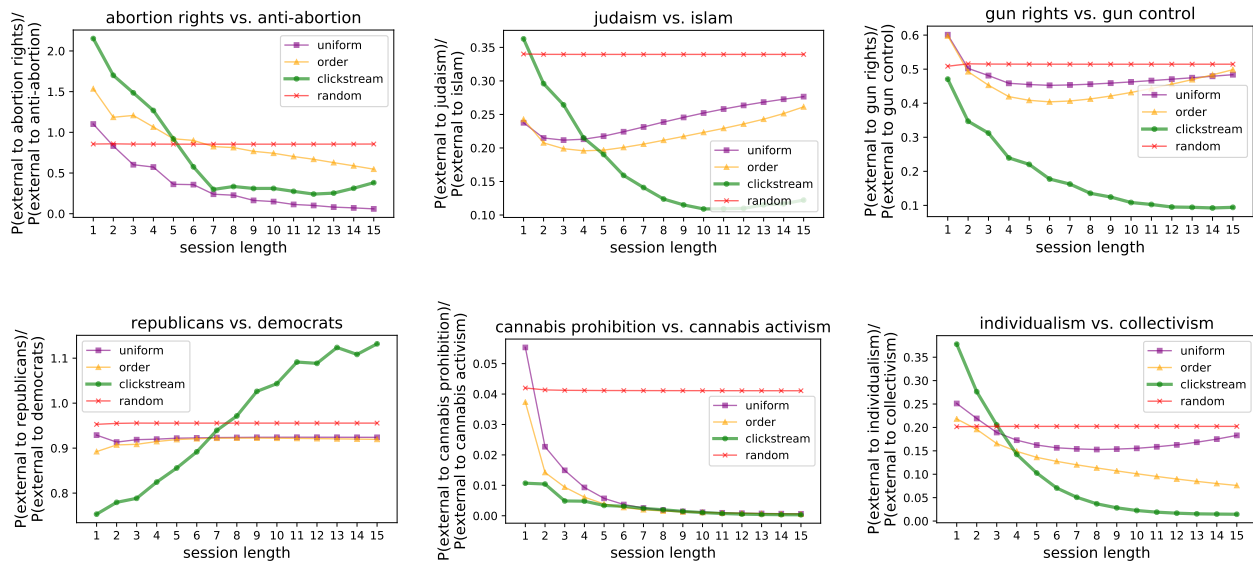 abortion rights vs. anti-abortion
P(external to abortion rights)/
P(external to anti-abortion)
2.0
1.5
1.0
0.5
0.0
uniform
order
clickstream
random
1 2 3 4 5 6 7 8 9 10 11 12 13 14 15
session length
judaism vs. islam
P(external to judaism)/
P(external to islam)
0.35
0.30
0.25
0.20
0.15
0.10
uniform
order
clickstream
random
1 2 3 4 5 6 7 8 9 10 11 12 13 14 15
session length
gun rights vs. gun control
P(external to gun rights)/
P(external to gun control)
0.6
0.5
0.4
0.3
0.2
0.1
uniform
order
clickstream
random
1 2 3 4 5 6 7 8 9 10 11 12 13 14 15
session length
republicans vs. democrats
P(external to republicans)/
P(external to democrats)
1.1
1.0
0.9
0.8
uniform
order
clickstream
random
1 2 3 4 5 6 7 8 9 10 11 12 13 14 15
session length
cannabis prohibition vs. cannabis activism
P(external to cannabis prohibition)/
P(external to cannabis activism)
0.05
0.04
0.03
0.02
0.01
0.00
uniform
order
clickstream
random
1 2 3 4 5 6 7 8 9 10 11 12 13 14 15
session length
individualism vs. collectivism
P(external to individualism)/
P(external to collectivism)
0.35
0.30
0.25
0.20
0.15
0.10
0.05
0.00
uniform
order
clickstream
random
1 2 3 4 5 6 7 8 9 10 11 12 13 14 15
session length